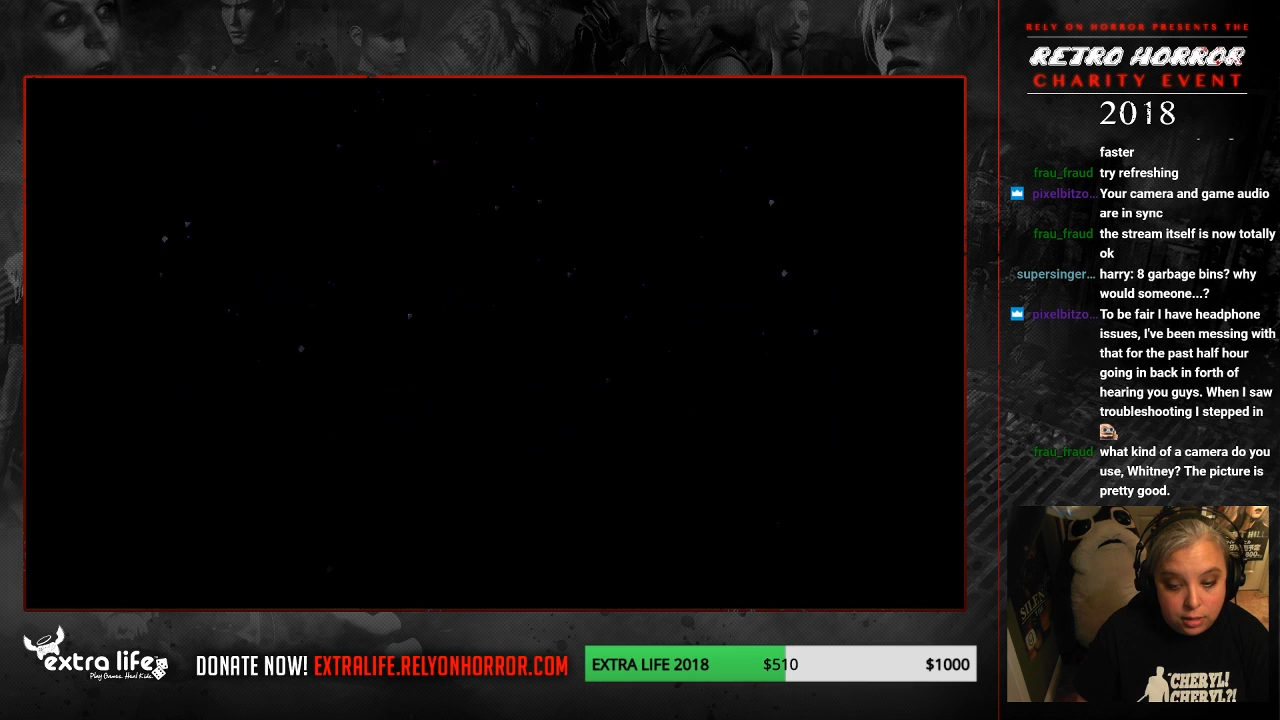 RELY ON HORROR PRESENTS THE
RETRO HORROR
CHARITY EVENT
2018
faster
frau_fraud try refreshing
pixelbitzo... Your camera and game audio
are in sync
frau_fraud the stream itself is now totally
ok
supersinger... harry: 8 garbage bins? why
would someone...?
pixelbitzo... To be fair I have headphone
issues, I've been messing with
that for the past half hour
going in back in forth of
hearing you guys. When I saw
troubleshooting I stepped in
frau_fraud what kind of a camera do you
use, Whitney? The picture is
pretty good.
SILEN
CHERYL!
CHERYL?!
extra life
Play Games. Heal Kids.
DONATE NOW! EXTRALIFE.RELYONHORROR.COM
EXTRA LIFE 2018 $510 $1000